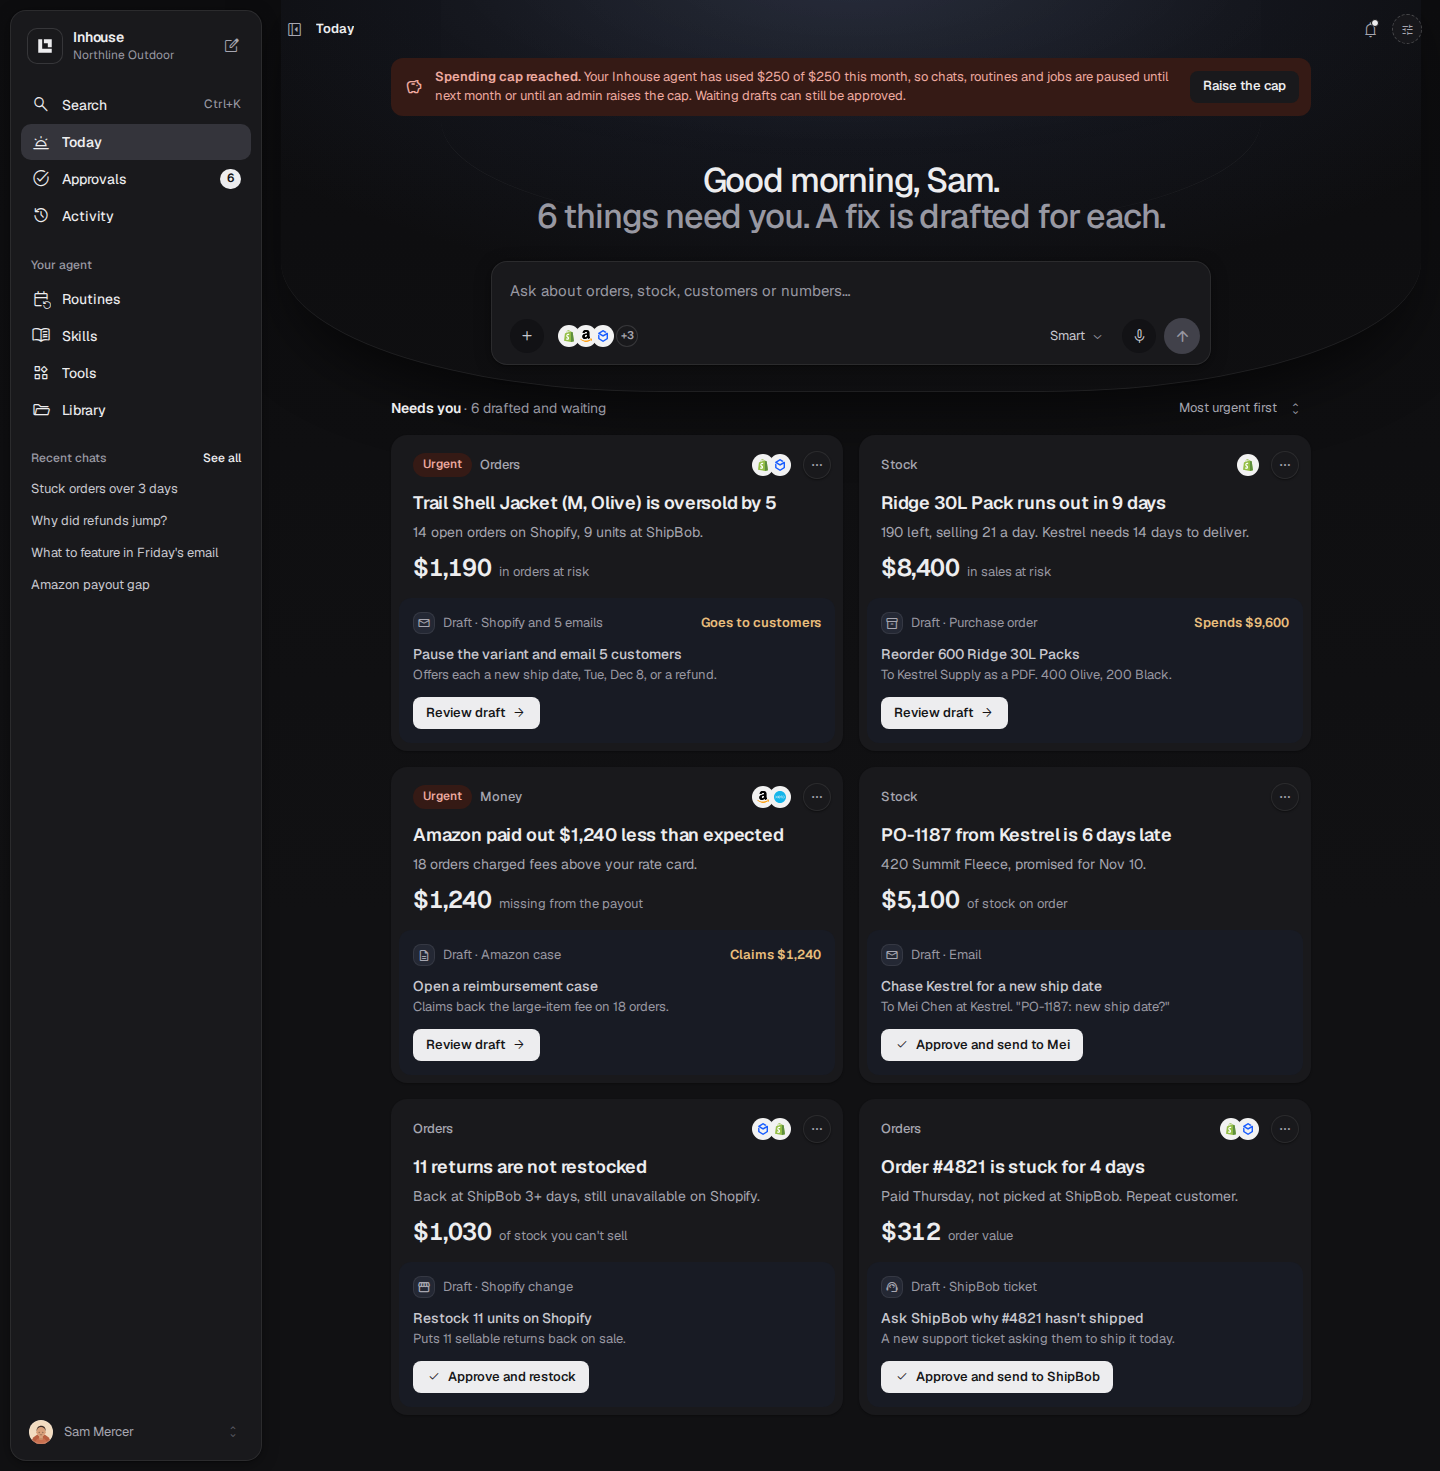 Inhouse
Northline Outdoor
Search Ctrl+K
Today
Approvals 6
Activity
Your agent
Routines
Skills
Tools
Library
Recent chats See all
Stuck orders over 3 days
Why did refunds jump?
What to feature in Friday's email
Amazon payout gap
Sam Mercer
Today
Spending cap reached. Your Inhouse agent has used $250 of $250 this month, so chats, routines and jobs are paused until
next month or until an admin raises the cap. Waiting drafts can still be approved.
Raise the cap
Good morning, Sam.
6 things need you. A fix is drafted for each.
Ask about orders, stock, customers or numbers...
+3
Smart
Needs you · 6 drafted and waiting
Most urgent first
Urgent Orders
Trail Shell Jacket (M, Olive) is oversold by 5
14 open orders on Shopify, 9 units at ShipBob.
$1,190 in orders at risk
Draft · Shopify and 5 emails Goes to customers
Pause the variant and email 5 customers
Offers each a new ship date, Tue, Dec 8, or a refund.
Review draft
Stock
Ridge 30L Pack runs out in 9 days
190 left, selling 21 a day. Kestrel needs 14 days to deliver.
$8,400 in sales at risk
Draft · Purchase order Spends $9,600
Reorder 600 Ridge 30L Packs
To Kestrel Supply as a PDF. 400 Olive, 200 Black.
Review draft
Urgent Money
Amazon paid out $1,240 less than expected
18 orders charged fees above your rate card.
$1,240 missing from the payout
Draft · Amazon case Claims $1,240
Open a reimbursement case
Claims back the large-item fee on 18 orders.
Review draft
Stock
PO-1187 from Kestrel is 6 days late
420 Summit Fleece, promised for Nov 10.
$5,100 of stock on order
Draft · Email
Chase Kestrel for a new ship date
To Mei Chen at Kestrel. "PO-1187: new ship date?"
Approve and send to Mei
Orders
11 returns are not restocked
Back at ShipBob 3+ days, still unavailable on Shopify.
$1,030 of stock you can't sell
Draft · Shopify change
Restock 11 units on Shopify
Puts 11 sellable returns back on sale.
Approve and restock
Orders
Order #4821 is stuck for 4 days
Paid Thursday, not picked at ShipBob. Repeat customer.
$312 order value
Draft · ShipBob ticket
Ask ShipBob why #4821 hasn't shipped
A new support ticket asking them to ship it today.
Approve and send to ShipBob